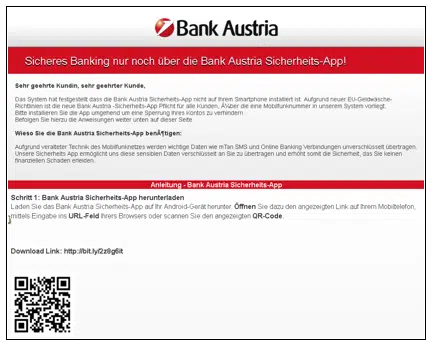 Bank Austria
Sicheres Banking nur noch über die Bank Austria Sicherheits-App!
Sehr geehrte Kundin, sehr geehrter Kunde,
Das System hat festgestellt dass die Bank Austria Sicherheits-App nicht auf Ihrem Smartphone installiert ist. Aufgrund neuer EU-Geldwäsche-
Richtlinien ist die neue Bank Austria -Sicherheits-App Pflicht für alle Kunden, Ã¼ber die eine Mobilfunknummer in unserem System vorliegt.
Bitte installieren Sie die App umgehend um eine Sperrung Ihres Kontos zu verhindern
Befolgen Sie hierzu die Anweisungen weiter unten auf dieser Seite
Wieso Sie die Bank Austria Sicherheits-App benÃ¶tigen:
Aufgrund veralteter Technik des Mobilfunknetzes werden wichtige Daten wie mTan SMS und Online Banking Verbindungen unverschlüsselt übertragen.
Unsere Sicherheits App ermöglicht uns diese sensiblen Daten verschlüsselt an Sie zu übertragen und erhöht somit die Sicherheit, das Sie keinen
finanziellen Schaden erleiden.
Anleitung - Bank Austria Sicherheits-App
Schritt 1: Bank Austria Sicherheits-App herunterladen
Laden Sie das Bank Austria Sicherheits-App auf Ihr Android-Gerät herunter. Öffnen Sie dazu den angezeigten Link auf Ihrem Mobiltelefon,
mittels Eingabe ins URL-Feld Ihrers Browsers oder scannen Sie den angezeigten QR-Code.
Download Link: http://bit.ly/2z8g6it